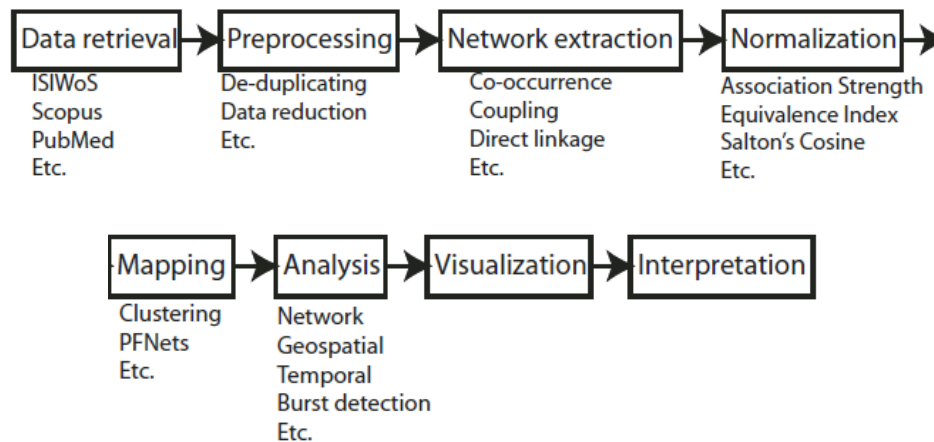 Data retrieval Preprocessing Network extraction Normalization
ISIWoS
Scopus
PubMed
Etc.
De-duplicating
Data reduction
Etc.
Co-occurrence
Coupling
Direct linkage
Etc.
Association Strength
Equivalence Index
Salton's Cosine
Etc.
Mapping Analysis Visualization Interpretation
Clustering
PFNets
Etc.
Network
Geospatial
Temporal
Burst detection
Etc.